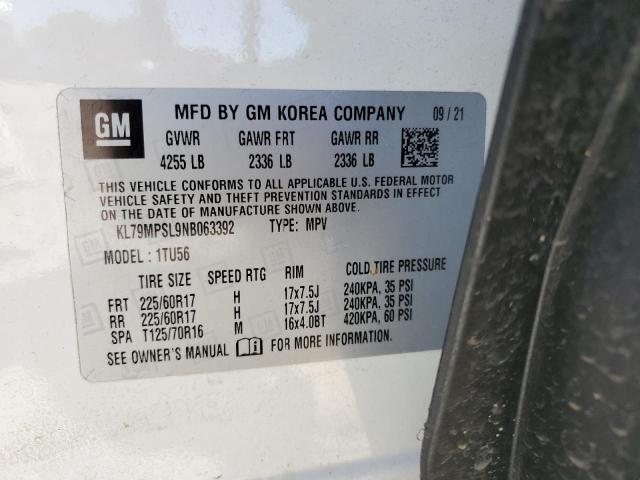 GM
MFD BY GM KOREA COMPANY 09 / 21
GVWR GAWR FRT GAWR RR
4255 LB 2336 LB 2336 LB
THIS VEHICLE CONFORMS TO ALL APPLICABLE U.S. FEDERAL MOTOR
VEHICLE SAFETY AND THEFT PREVENTION STANDARDS IN EFFECT
ON THE DATE OF MANUFACTURE SHOWN ABOVE.
KL79MPSL9NB063392 TYPE: MPV
MODEL : 1TU56
TIRE SIZE SPEED RTG RIM COLD TIRE PRESSURE
FRT 225/60R17 H 17x7.5J 240KPA, 35 PSI
RR 225/60R17 H 17x7.5J 240KPA, 35 PSI
SPA T125/70R16 M 16x4.0BT 420KPA, 60 PSI
SEE OWNER'S MANUAL FOR MORE INFORMATION.